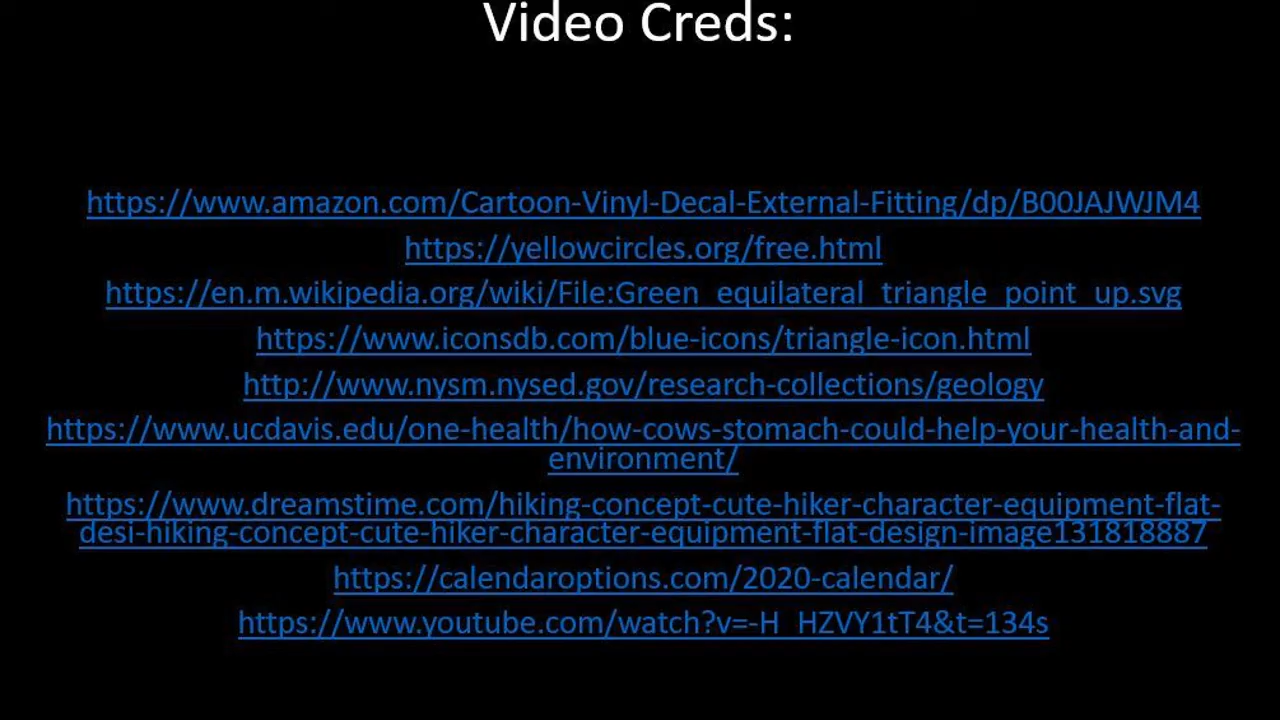 Video Creds:
https://www.amazon.com/Cartoon-Vinyl-Decal-External-Fitting/dp/B00JAJWJM4
https://yellowcircles.org/free.html
https://en.m.wikipedia.org/wiki/File:Green_equilateral_triangle_point_up.svg
https://www.iconsdb.com/blue-icons/triangle-icon.html
http://www.nysm.nysed.gov/research-collections/geology
https://www.ucdavis.edu/one-health/how-cows-stomach-could-help-your-health-and-
environment/
https://www.dreamstime.com/hiking-concept-cute-hiker-character-equipment-flat-
desi-hiking-concept-cute-hiker-character-equipment-flat-design-image131818887
https://calendaroptions.com/2020-calendar/
https://www.youtube.com/watch?v=-H_HZVY1tT4&t=134s